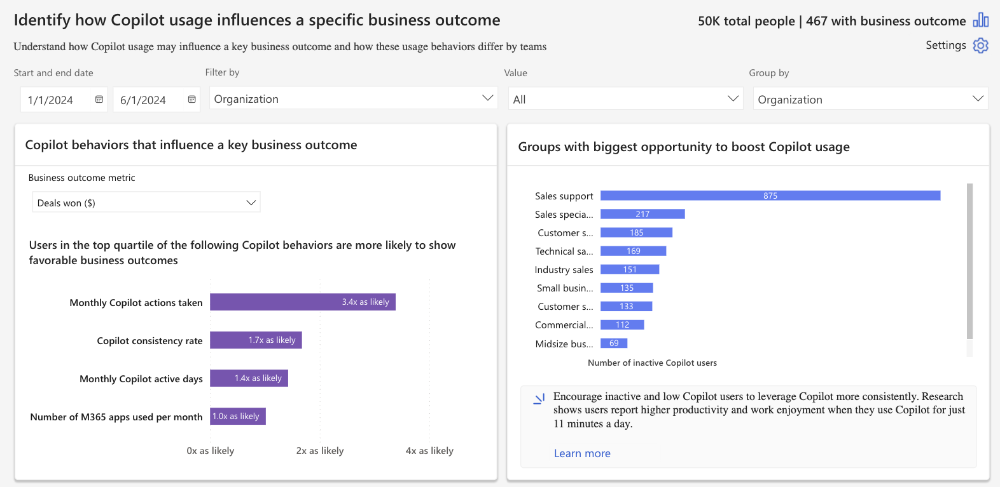 Identify how Copilot usage influences a specific business outcome
50K total people | 467 with business outcome
Understand how Copilot usage may influence a key business outcome and how these usage behaviors differ by teams
Settings
Start and end date
Filter by
Value
Group by
1/1/2024
6/1/2024
Organization
All
Organization
Copilot behaviors that influence a key business outcome
Business outcome metric
Deals won ($)
Users in the top quartile of the following Copilot behaviors are more likely to show
favorable business outcomes
Monthly Copilot actions taken
3.4x as likely
Copilot consistency rate
1.7x as likely
Monthly Copilot active days
1.4x as likely
Number of M365 apps used per month
1.0x as likely
0x as likely
2x as likely
4x as likely
Groups with biggest opportunity to boost Copilot usage
Sales support
875
Sales specia...
217
Customer s...
185
Technical sa...
169
Industry sales
151
Small busin...
135
Customer s...
133
Commercial...
112
Midsize bus...
69
Number of inactive Copilot users
Encourage inactive and low Copilot users to leverage Copilot more consistently. Research
shows users report higher productivity and work enjoyment when they use Copilot for just
11 minutes a day.
Learn more